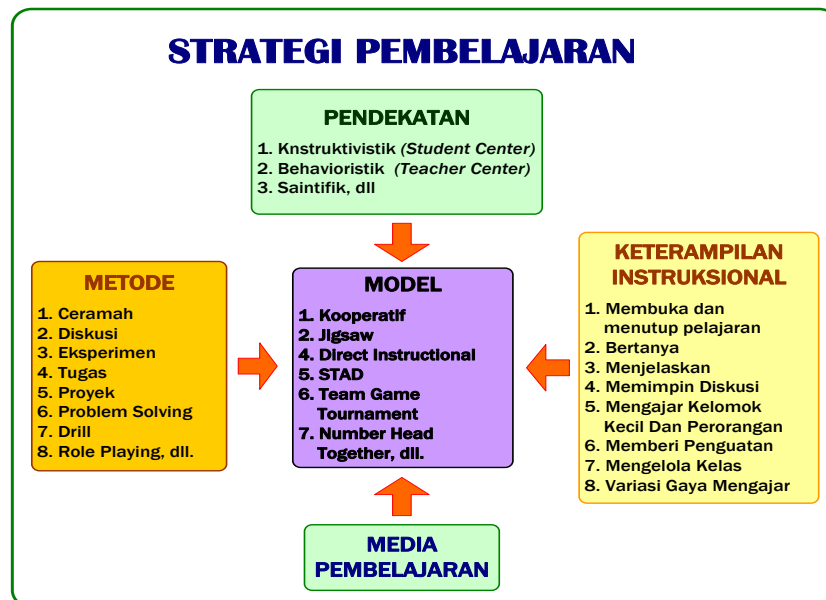 STRATEGI PEMBELAJARAN
PENDEKATAN
1. Knstruktivistik (Student Center)
2. Behavioristik (Teacher Center)
3. Saintifik, dll
METODE
1. Ceramah
2. Diskusi
3. Eksperimen
4. Tugas
5. Proyek
6. Problem Solving
7. Drill
8. Role Playing, dll.
MODEL
1. Kooperatif
2. Jigsaw
4. Direct Instructional
5. STAD
6. Team Game
Tournament
7. Number Head
Together, dll.
KETERAMPILAN
INSTRUKSIONAL
1. Membuka dan
menutup pelajaran
2. Bertanya
3. Menjelaskan
4. Memimpin Diskusi
5. Mengajar Kelomok
Kecil Dan Perorangan
6. Memberi Penguatan
7. Mengelola Kelas
8. Variasi Gaya Mengajar
MEDIA
PEMBELAJARAN